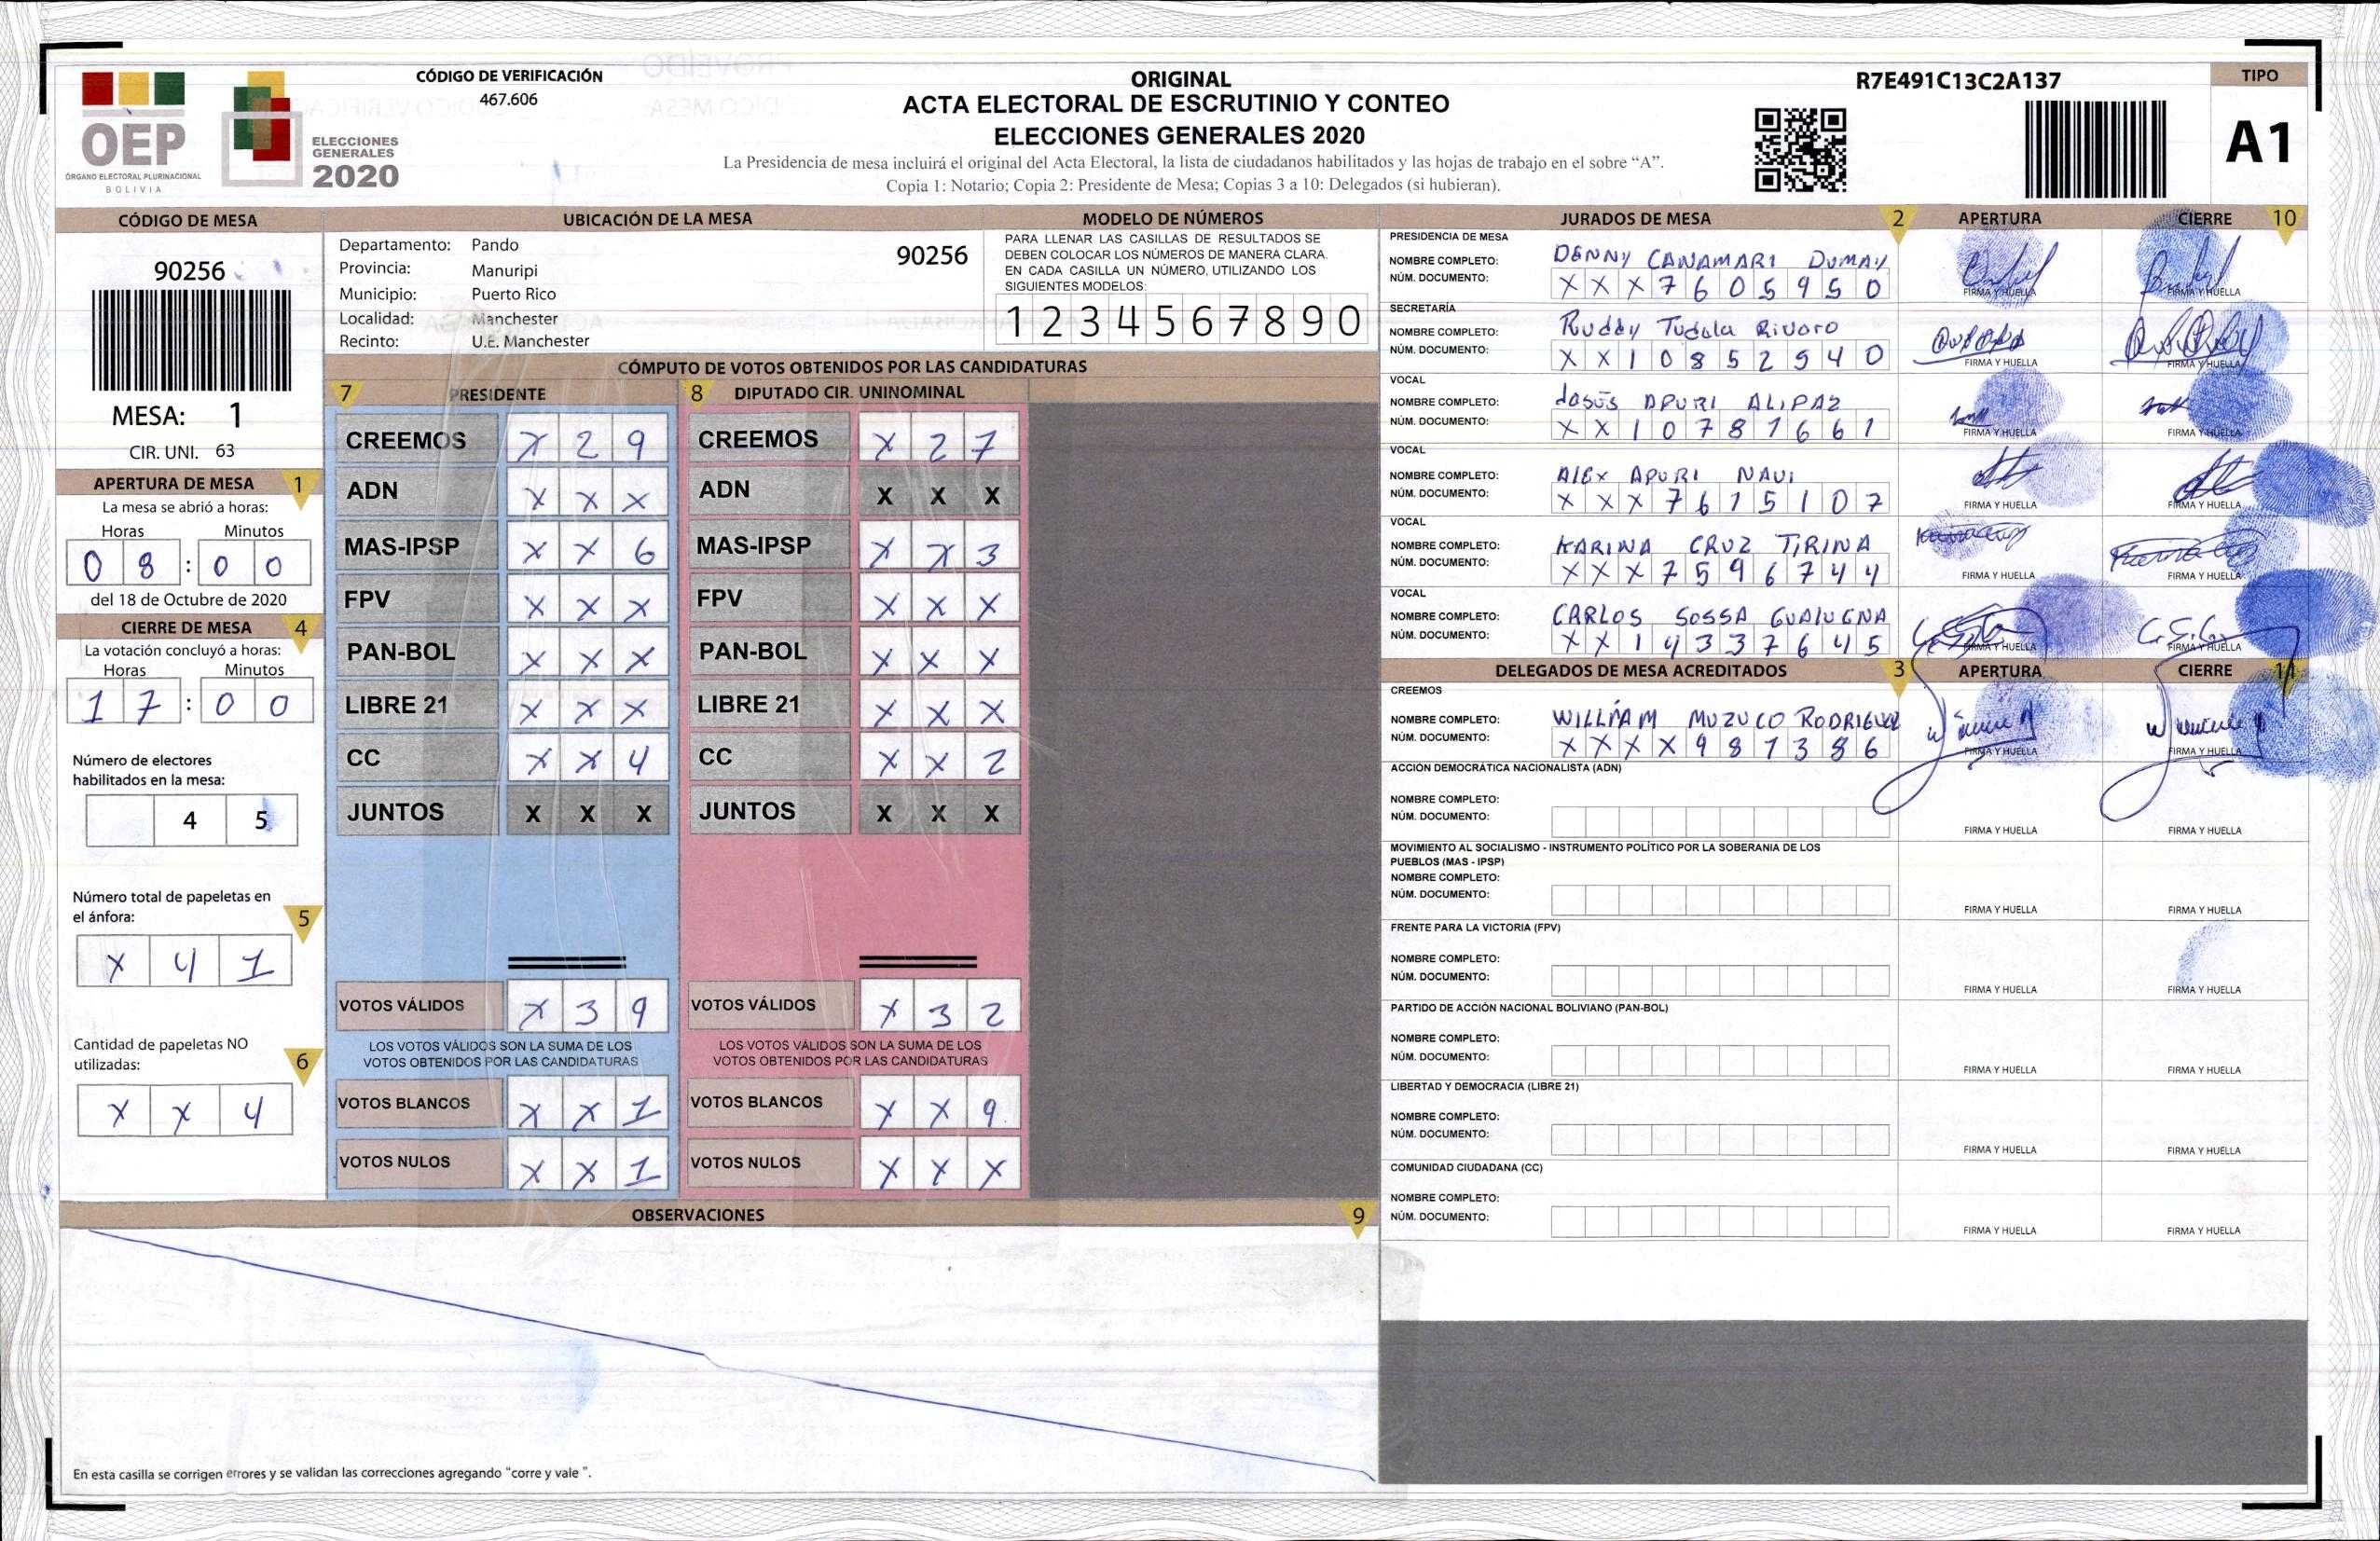 OEP
ÓRGANO ELECTORAL PLURINACIONAL
BOLIVIA
ELECCIONES
GENERALES
2020
CÓDIGO DE VERIFICACIÓN
467.606
ORIGINAL
ACTA ELECTORAL DE ESCRUTINIO Y CONTEO
ELECCIONES GENERALES 2020
La Presidencia de mesa incluirá el original del Acta Electoral, la lista de ciudadanos habilitados y las hojas de trabajo en el sobre “A”.
Copia 1: Notario; Copia 2: Presidente de Mesa; Copias 3 a 10: Delegados (si hubieran).
R7E491C13C2A137
TIPO
A1
CÓDIGO DE MESA
90256
MESA: 1
CIR. UNI. 63
APERTURA DE MESA 1
La mesa se abrió a horas:
Horas Minutos
0 8 : 0 0
del 18 de Octubre de 2020
CIERRE DE MESA 4
La votación concluyó a horas:
Horas Minutos
1 7 : 0 0
Número de electores
habilitados en la mesa:
4 5
Número total de papeletas en
el ánfora: 5
X 4 1
Cantidad de papeletas NO
utilizadas: 6
X X 4
UBICACIÓN DE LA MESA
Departamento: Pando
90256
Provincia: Manuripi
Municipio: Puerto Rico
Localidad: Manchester
Recinto: U.E. Manchester
MODELO DE NÚMEROS
PARA LLENAR LAS CASILLAS DE RESULTADOS SE
DEBEN COLOCAR LOS NÚMEROS DE MANERA CLARA.
EN CADA CASILLA UN NÚMERO, UTILIZANDO LOS
SIGUIENTES MODELOS:
1 2 3 4 5 6 7 8 9 0
CÓMPUTO DE VOTOS OBTENIDOS POR LAS CANDIDATURAS
7 PRESIDENTE
CREEMOS X 2 9
ADN X X X
MAS-IPSP X X 6
FPV X X X
PAN-BOL X X X
LIBRE 21 X X X
CC X X 4
JUNTOS X X X
VOTOS VÁLIDOS X 3 9
LOS VOTOS VÁLIDOS SON LA SUMA DE LOS
VOTOS OBTENIDOS POR LAS CANDIDATURAS
VOTOS BLANCOS X X 1
VOTOS NULOS X X 1
8 DIPUTADO CIR. UNINOMINAL
CREEMOS X 2 7
ADN X X X
MAS-IPSP X X 3
FPV X X X
PAN-BOL X X X
LIBRE 21 X X X
CC X X 2
JUNTOS X X X
VOTOS VÁLIDOS X 3 2
LOS VOTOS VÁLIDOS SON LA SUMA DE LOS
VOTOS OBTENIDOS POR LAS CANDIDATURAS
VOTOS BLANCOS X X 9
VOTOS NULOS X X X
OBSERVACIONES 9
En esta casilla se corrigen errores y se validan las correcciones agregando “corre y vale ”.
JURADOS DE MESA 2 APERTURA CIERRE 10
PRESIDENCIA DE MESA
NOMBRE COMPLETO: DENNY CANAMARI DUMAY
NÚM. DOCUMENTO: X X X 7 6 0 5 9 5 0
FIRMA Y HUELLA FIRMA Y HUELLA
SECRETARÍA
NOMBRE COMPLETO: Ruddy Tudela Rivaro
NÚM. DOCUMENTO: X X 1 0 8 5 2 9 4 0
FIRMA Y HUELLA FIRMA Y HUELLA
VOCAL
NOMBRE COMPLETO: Jesús APURI ALIPAZ
NÚM. DOCUMENTO: X X 1 0 7 8 1 6 6 1
FIRMA Y HUELLA FIRMA Y HUELLA
VOCAL
NOMBRE COMPLETO: ALEX APURI NAVI
NÚM. DOCUMENTO: X X X 7 6 1 5 1 0 7
FIRMA Y HUELLA FIRMA Y HUELLA
VOCAL
NOMBRE COMPLETO: KARINA CRUZ TIRINA
NÚM. DOCUMENTO: X X X 7 5 9 6 7 4 4
FIRMA Y HUELLA FIRMA Y HUELLA
VOCAL
NOMBRE COMPLETO: CARLOS SOSSA
NÚM. DOCUMENTO: X X 1 4 3 3 7 6 4 5
FIRMA Y HUELLA FIRMA Y HUELLA
DELEGADOS DE MESA ACREDITADOS 3 APERTURA CIERRE 11
CREEMOS
NOMBRE COMPLETO: WILLIAM MUZUCO RODRIGUEZ
NÚM. DOCUMENTO: X X X X 9 8 1 3 8 6
FIRMA Y HUELLA FIRMA Y HUELLA
ACCIÓN DEMOCRÁTICA NACIONALISTA (ADN)
NOMBRE COMPLETO:
NÚM. DOCUMENTO:
FIRMA Y HUELLA FIRMA Y HUELLA
MOVIMIENTO AL SOCIALISMO - INSTRUMENTO POLÍTICO POR LA SOBERANIA DE LOS
PUEBLOS (MAS - IPSP)
NOMBRE COMPLETO:
NÚM. DOCUMENTO:
FIRMA Y HUELLA FIRMA Y HUELLA
FRENTE PARA LA VICTORIA (FPV)
NOMBRE COMPLETO:
NÚM. DOCUMENTO:
FIRMA Y HUELLA FIRMA Y HUELLA
PARTIDO DE ACCIÓN NACIONAL BOLIVIANO (PAN-BOL)
NOMBRE COMPLETO:
NÚM. DOCUMENTO:
FIRMA Y HUELLA FIRMA Y HUELLA
LIBERTAD Y DEMOCRACIA (LIBRE 21)
NOMBRE COMPLETO:
NÚM. DOCUMENTO:
FIRMA Y HUELLA FIRMA Y HUELLA
COMUNIDAD CIUDADANA (CC)
NOMBRE COMPLETO:
NÚM. DOCUMENTO:
FIRMA Y HUELLA FIRMA Y HUELLA